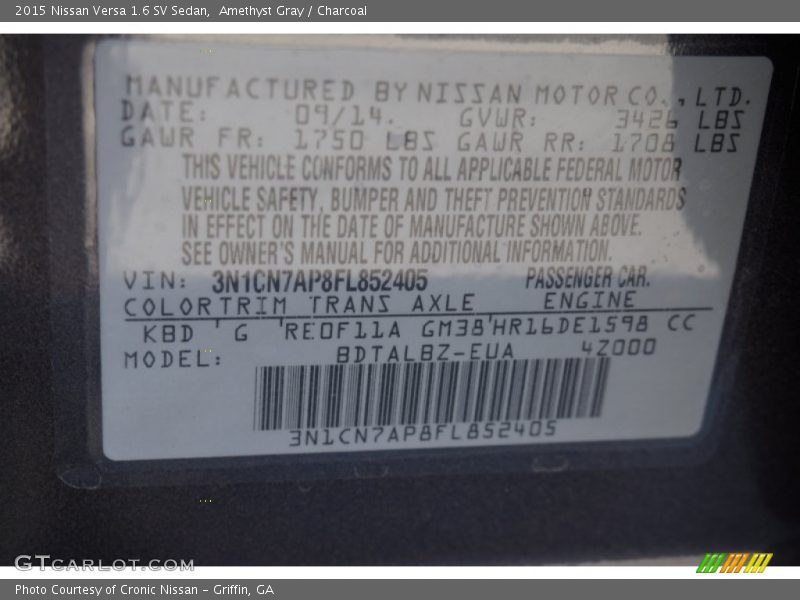 2015 Nissan Versa 1.6 SV Sedan,  Amethyst Gray / Charcoal
MANUFACTURED BY NISSAN MOTOR CO., LTD.
DATE: 09/14. GVWR: 3426 LBS
GAWR FR: 1750 LBS GAWR RR: 1708 LBS
THIS VEHICLE CONFORMS TO ALL APPLICABLE FEDERAL MOTOR
VEHICLE SAFETY, BUMPER AND THEFT PREVENTION STANDARDS
IN EFFECT ON THE DATE OF MANUFACTURE SHOWN ABOVE.
SEE OWNER'S MANUAL FOR ADDITIONAL INFORMATION.
VIN: 3N1CN7AP8FL852405 PASSENGER CAR.
COLOR TRIM TRANS AXLE ENGINE
KBD ' G 'RE0F11A GM38'HR16DE1598 CC
MODEL: BDTALBZ-EUA 4Z000
3N1CN7AP8FL852405
GTCARLOT.COM
Photo Courtesy of Cronic Nissan - Griffin, GA